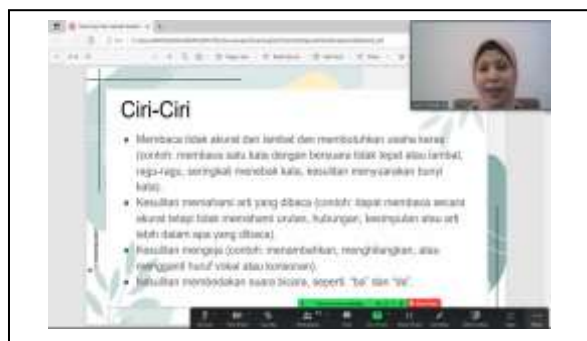 Ciri-Ciri
Membaca tidak akurat dan lambat dan membutuhkan usaha keras
(contoh: membaca satu kata dengan bersuara tidak tepat atau lambat,
ragu-ragu, seringkali menebak kata, kesulitan menyuarakan bunyi
kata).
Kesulitan memahami arti yang dibaca (contoh: dapat membaca secara
akurat tetapi tidak memahami urutan, hubungan, kesimpulan atau arti
lebih dalam apa yang dibaca).
Kesulitan mengeja (contoh: menambahkan, menghilangkan, atau
mengganti huruf vokal atau konsonan).
Kesulitan membedakan suara bicara, seperti "ba" dan "da".